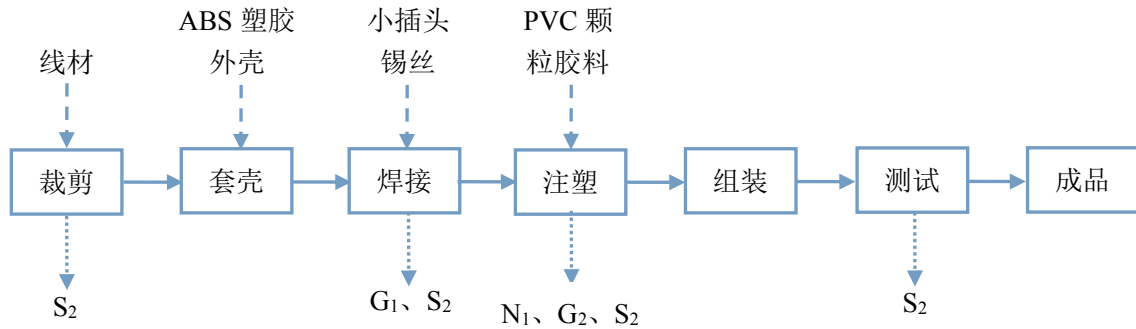 ABS 塑胶
外壳
小插头
锡丝
PVC 颗
粒胶料
线材
裁剪
套壳
焊接
注塑
组装
测试
成品
S₂
G₁、S₂
N₁、G₂、S₂
S₂